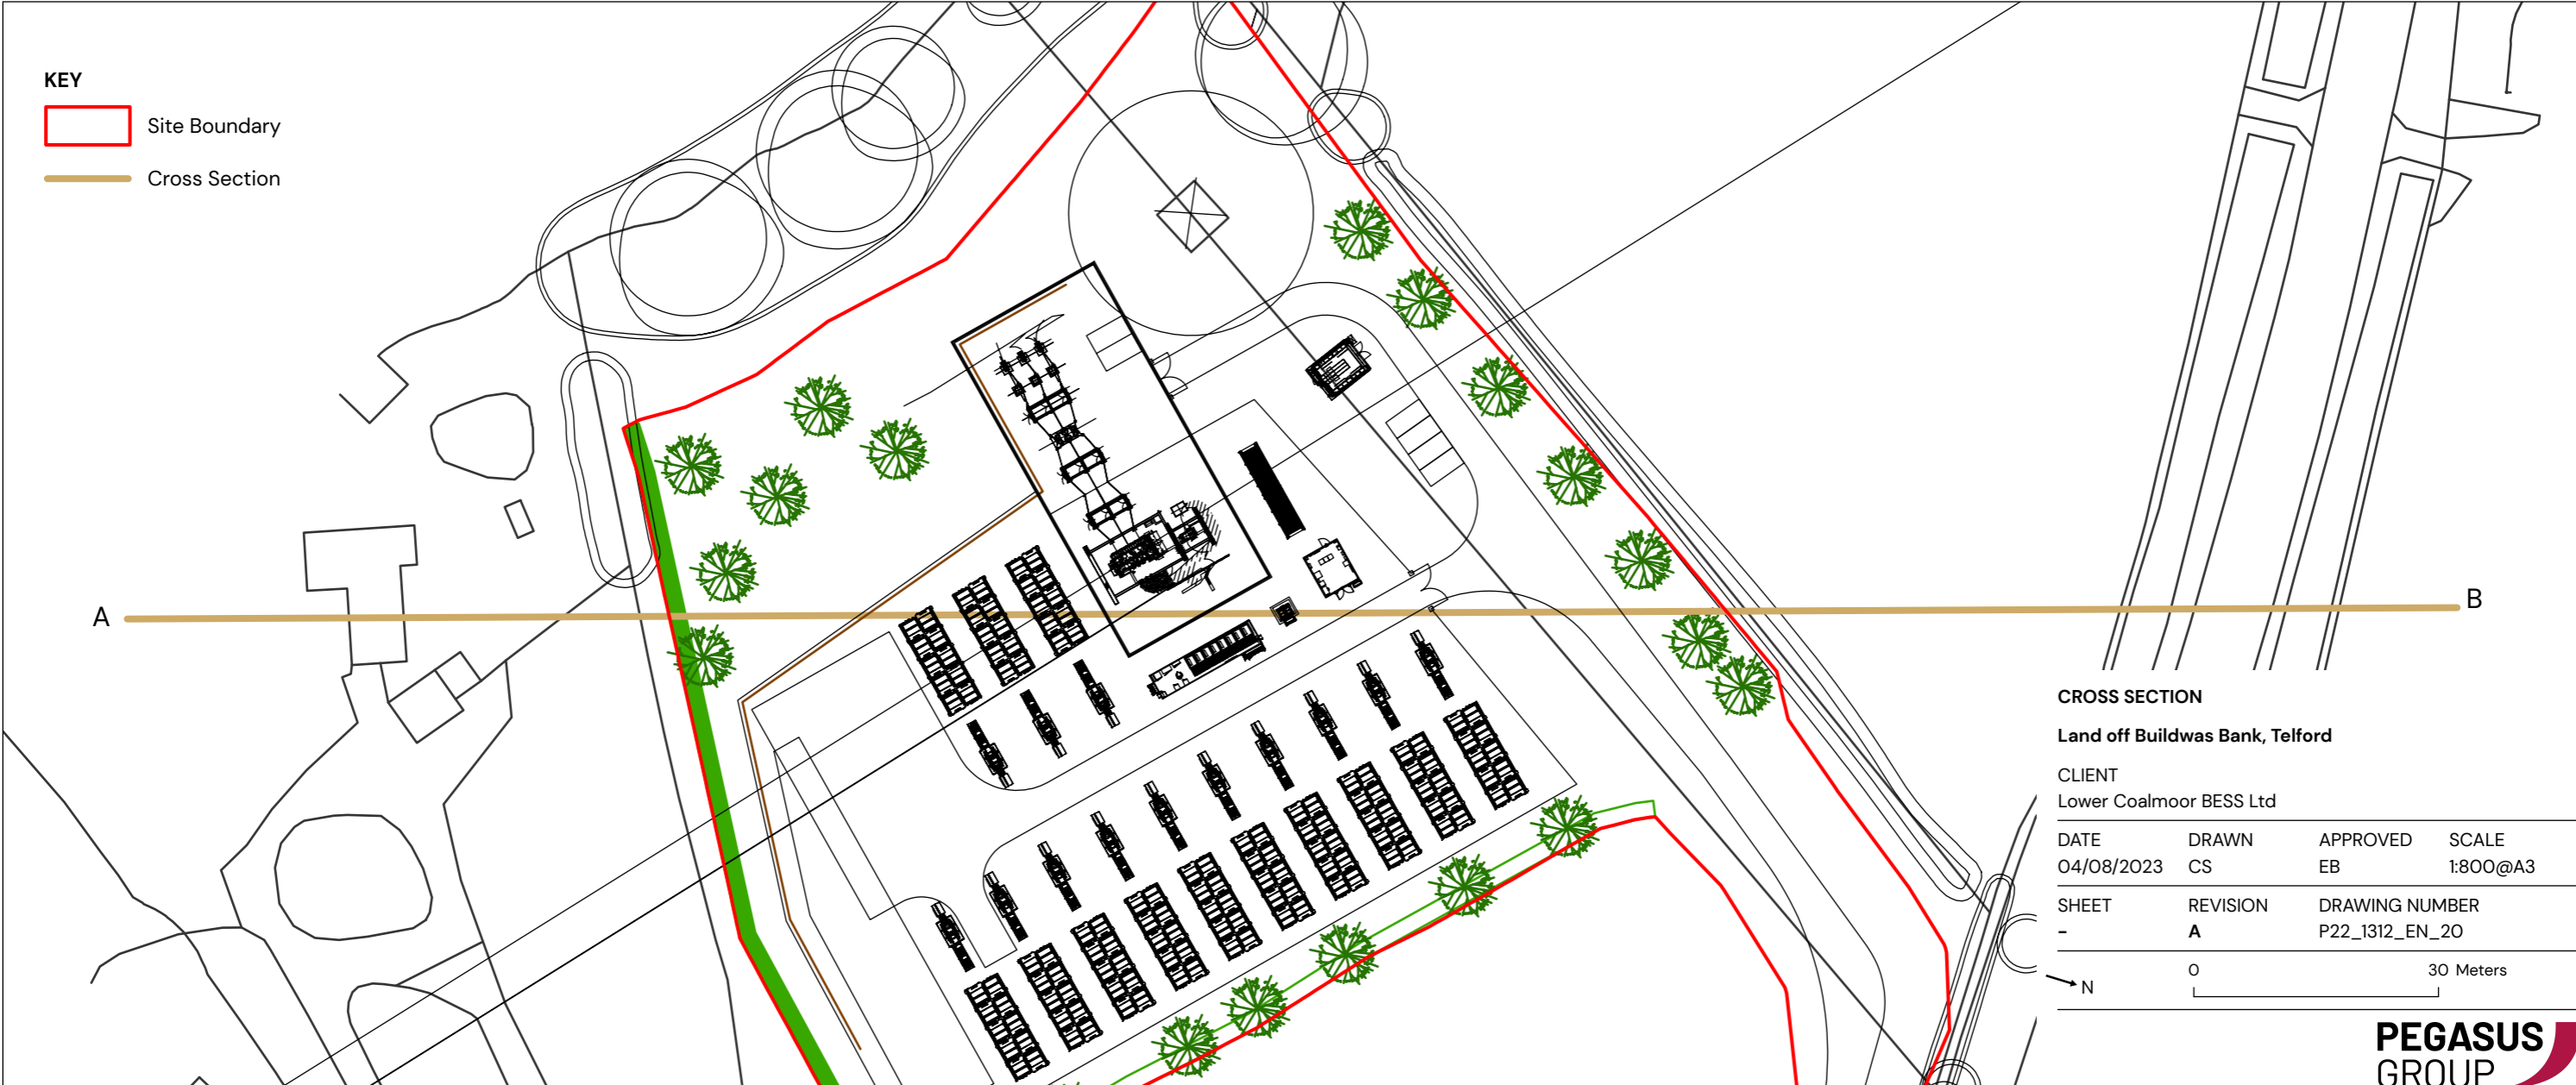 KEY
Site Boundary
Cross Section
A
B
CROSS SECTION
Land off Buildwas Bank, Telford
CLIENT
Lower Coalmoor BESS Ltd
DATE DRAWN APPROVED SCALE
04/08/2023 CS EB 1:800@A3
SHEET REVISION DRAWING NUMBER
- A P22_1312_EN_20
0 30 Meters
N
PEGASUS
GROUP